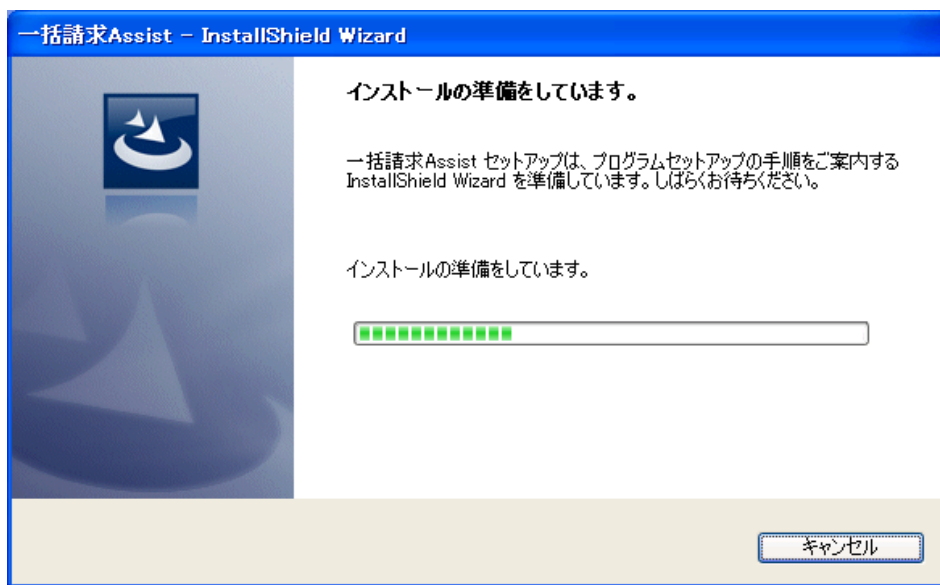 一括請求Assist - InstallShield Wizard
インストールの準備をしています。
一括請求Assist セットアップは、プログラムセットアップの手順をご案内する
InstallShield Wizard を準備しています。しばらくお待ちください。
インストールの準備をしています。
キャンセル